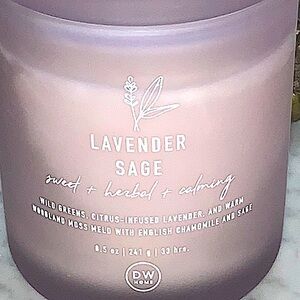 LAVENDER
SAGE
sweet + herbal + calming
WILD GREENS, CITRUS-INFUSED LAVENDER, AND WARM
WOODLAND MOSS MELD WITH ENGLISH CHAMOMILE AND SAGE
8.5 oz | 241 g | 33 hrs.
DW
HOME